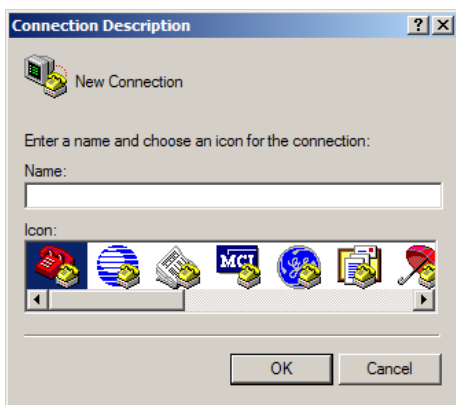 Connection Description
New Connection
Enter a name and choose an icon for the connection:
Name:
Icon:
MCI
OK
Cancel